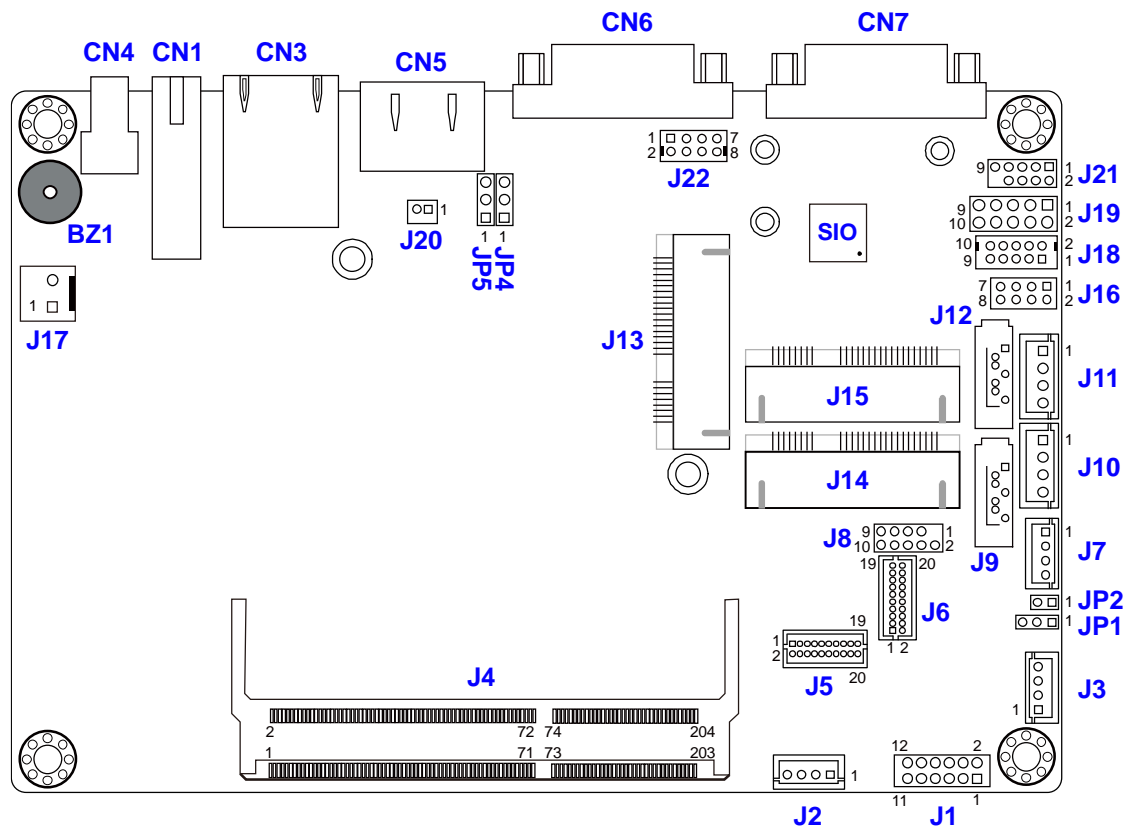 CN6 CN7
CN4 CN1 CN3 CN5
1 7
2 8
J22
9 1 J21
2
9 1 J19
10 2
10 2 J18
9 1
7 1 J16
8 2
BZ1
J20 1
1 1
JP5 JP4
SIO
1
J17
J12
J13
1 J11
J15
1 J10
J14
J9
J8 9 1
10 2
1 J7
19 20
J6
1 2
1 JP2
1 JP1
19
1
2
J5 20
J4
J3
1
2 72 74 204
1 71 73 203
1
J2
12 2
11 J1 1